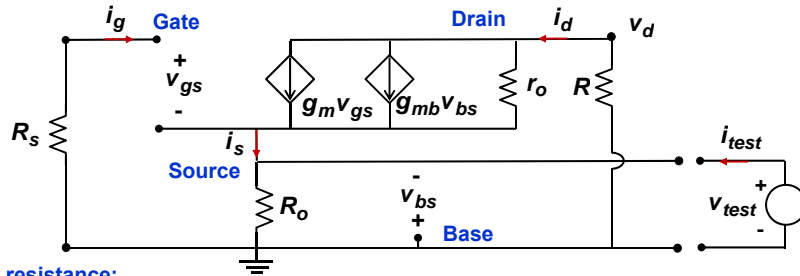 i_g
Gate
Drain
i_d
v_d
+
v_gs
-
g_m v_gs
g_mb v_bs
r_o
R
R_s
i_s
i_test
Source
-
v_bs
+
R_o
+
v_test
-
Base
resistance: